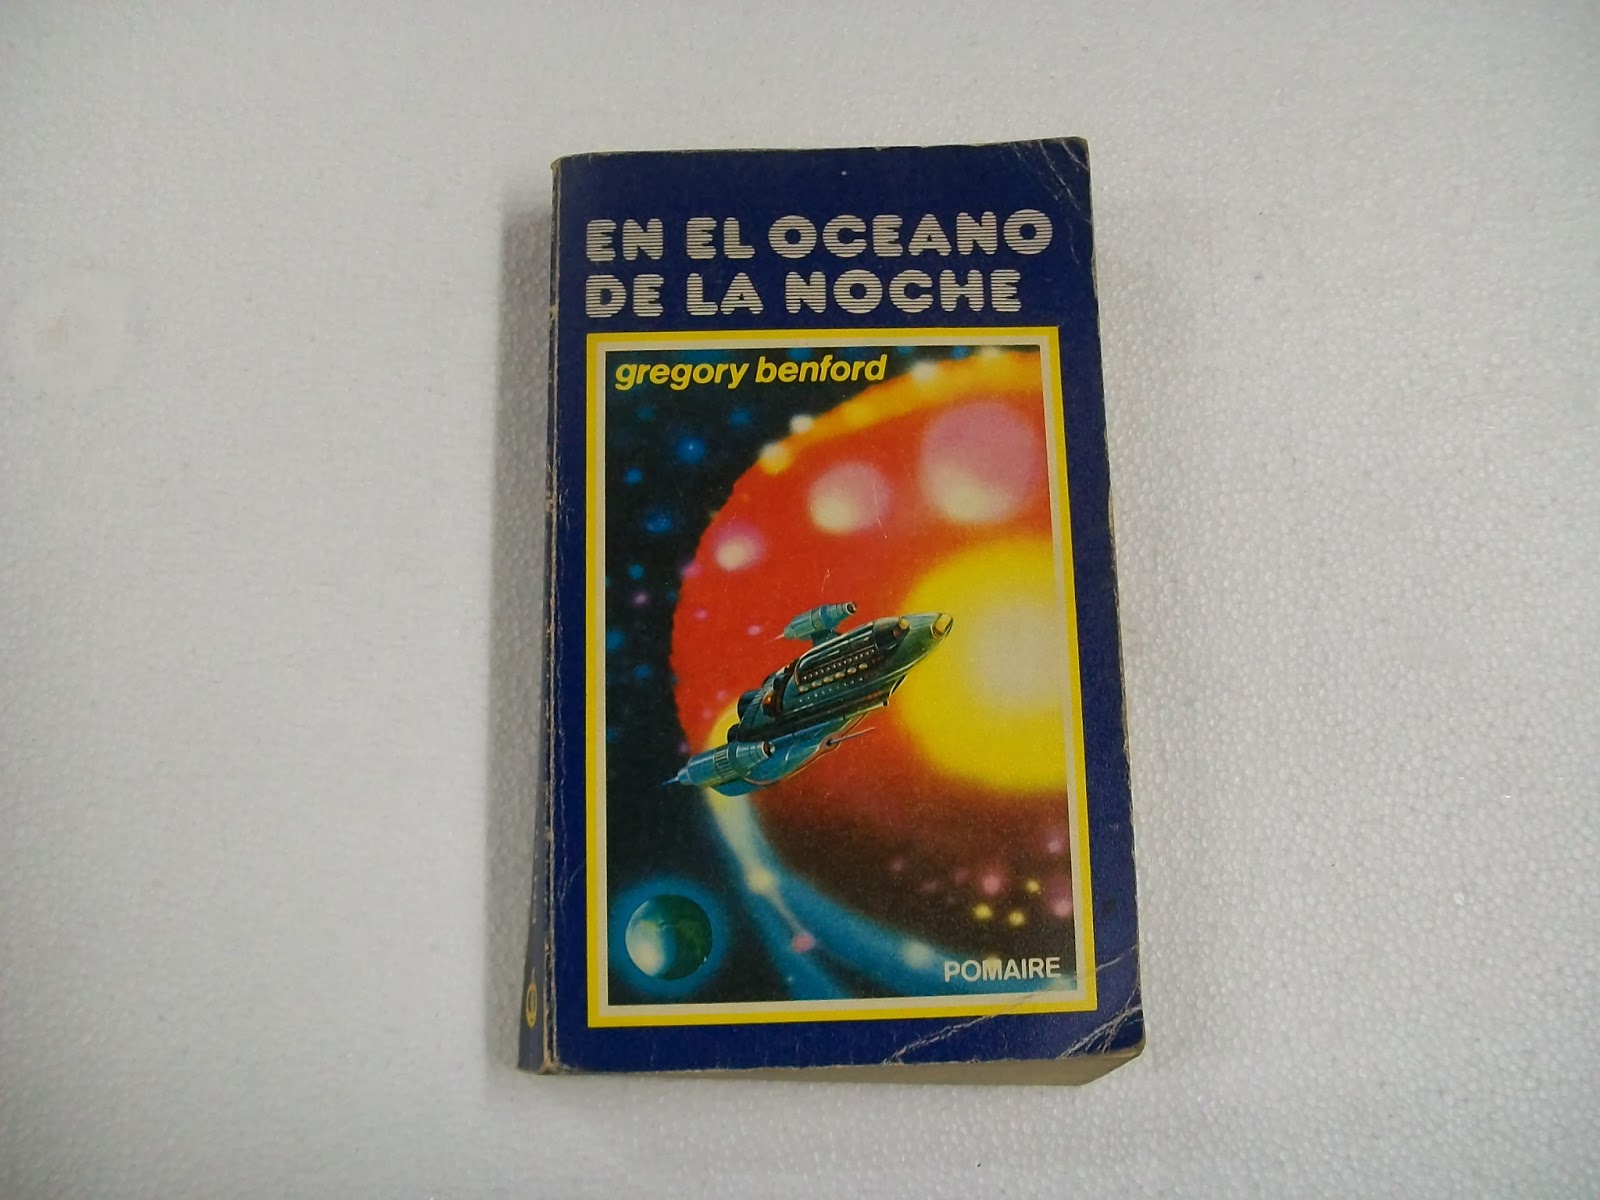 EN EL OCEANO
DE LA NOCHE
gregory benford
POMAIRE